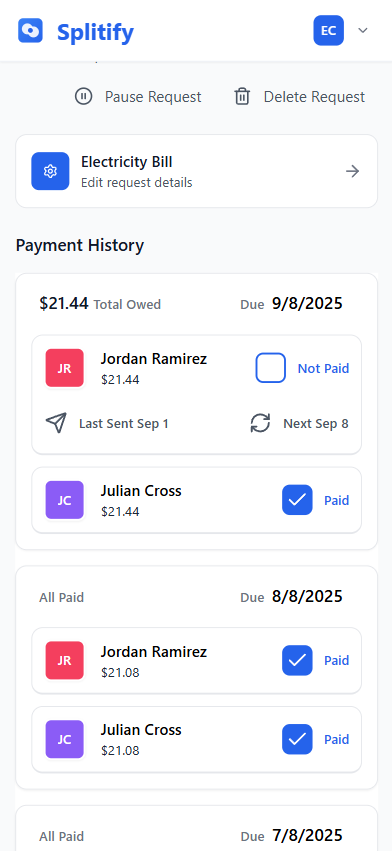 Splitify
EC
Pause Request
Delete Request
Electricity Bill
Edit request details
Payment History
$21.44 Total Owed
Due 9/8/2025
JR
Jordan Ramirez
$21.44
Not Paid
Last Sent Sep 1
Next Sep 8
JC
Julian Cross
$21.44
Paid
All Paid
Due 8/8/2025
JR
Jordan Ramirez
$21.08
Paid
JC
Julian Cross
$21.08
Paid
All Paid
Due 7/8/2025